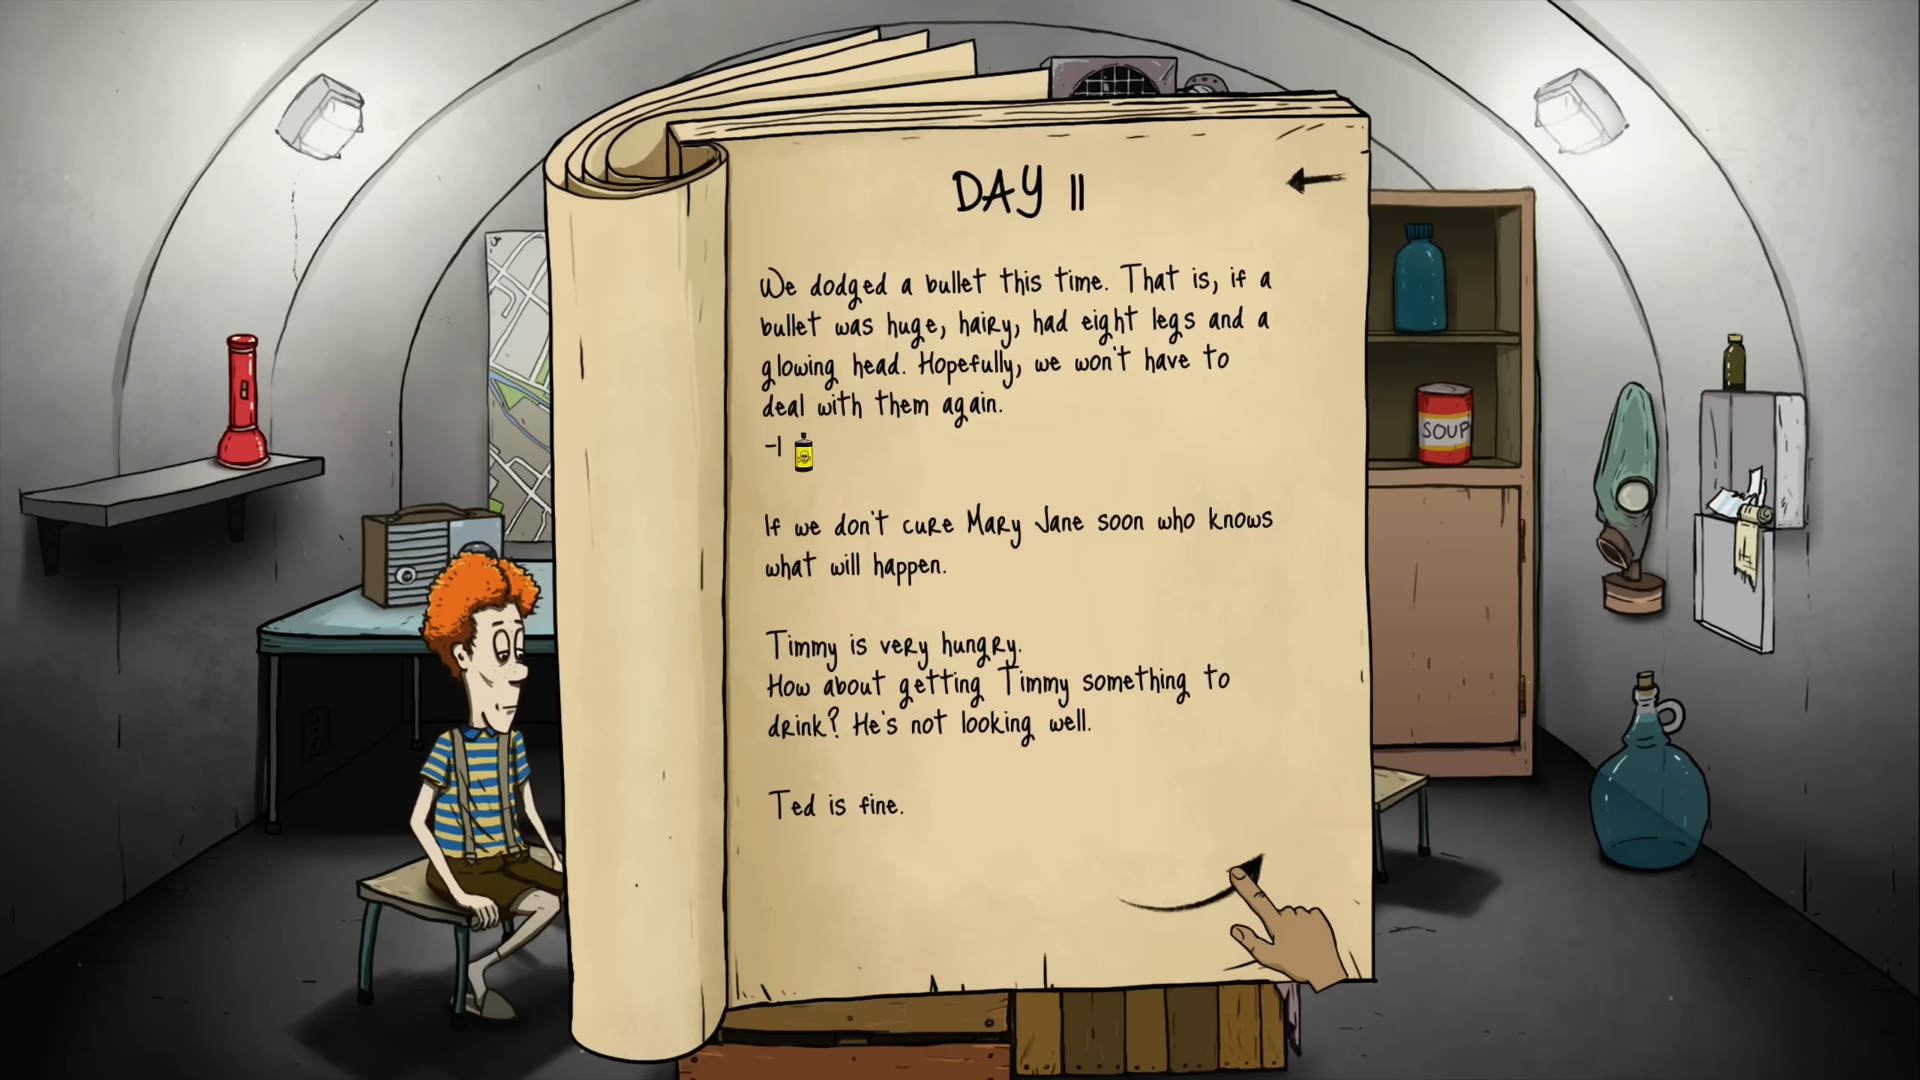 DAY 11
We dodged a bullet this time. That is, if a
bullet was huge, hairy, had eight legs and a
glowing head. Hopefully, we won't have to
deal with them again.
-1
If we don't cure Mary Jane soon who knows
what will happen.
Timmy is very hungry.
How about getting Timmy something to
drink? He's not looking well.
Ted is fine.
SOUP